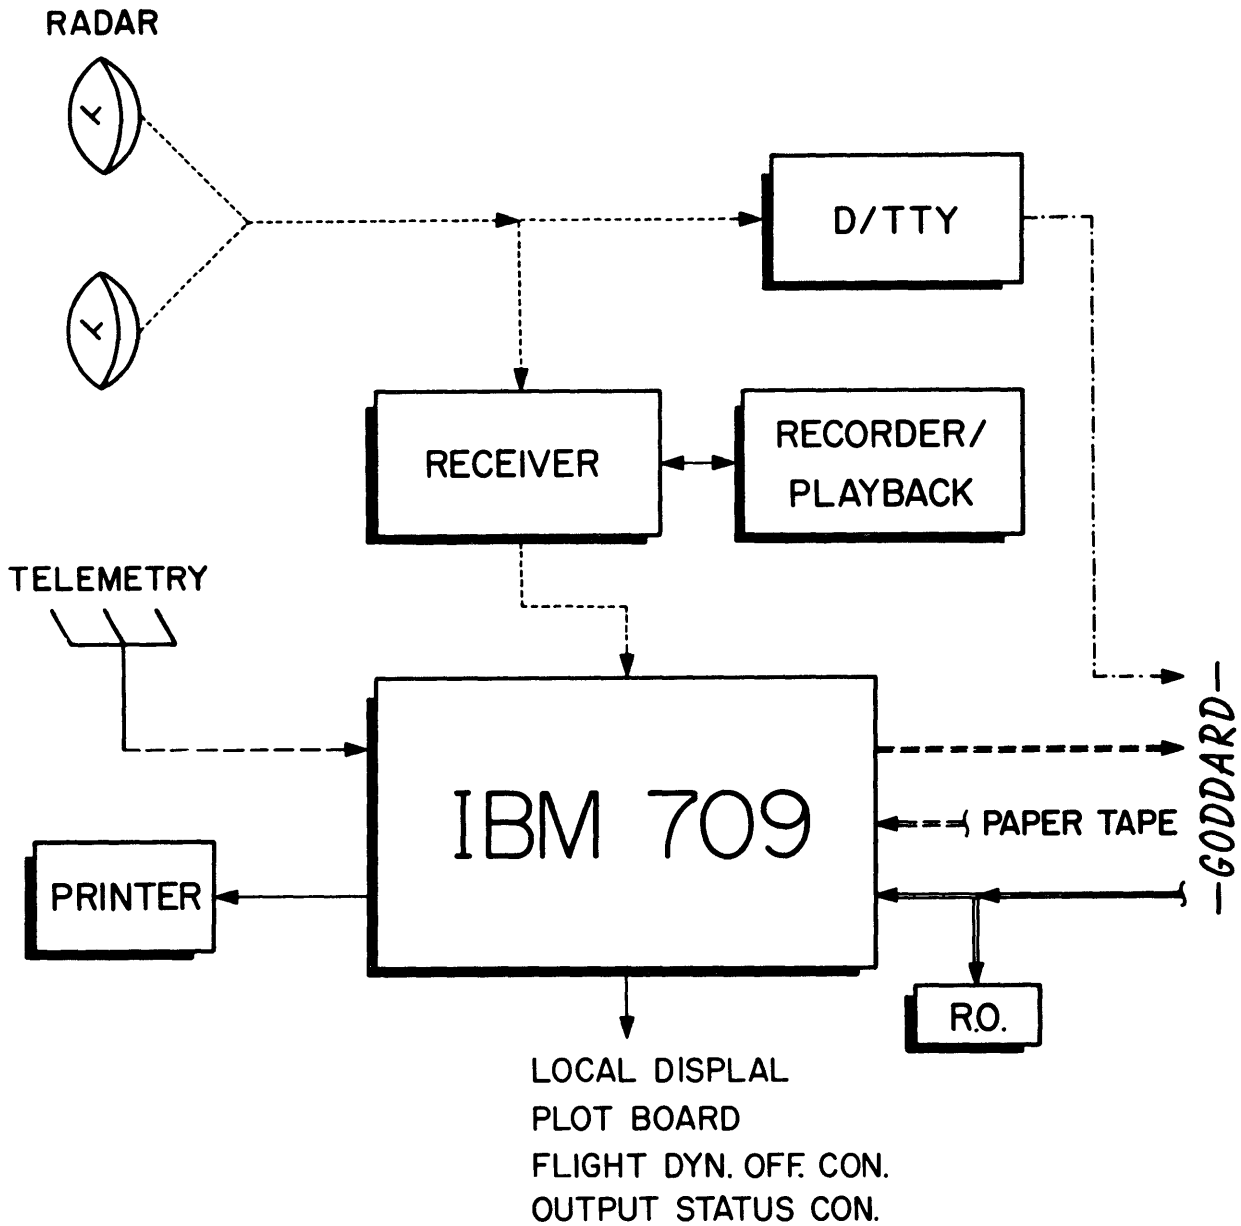 RADAR
D/TTY
RECEIVER
RECORDER/
PLAYBACK
TELEMETRY
IBM 709
GODDARD
PAPER TAPE
PRINTER
R.O.
LOCAL DISPLAL
PLOT BOARD
FLIGHT DYN. OFF. CON.
OUTPUT STATUS CON.